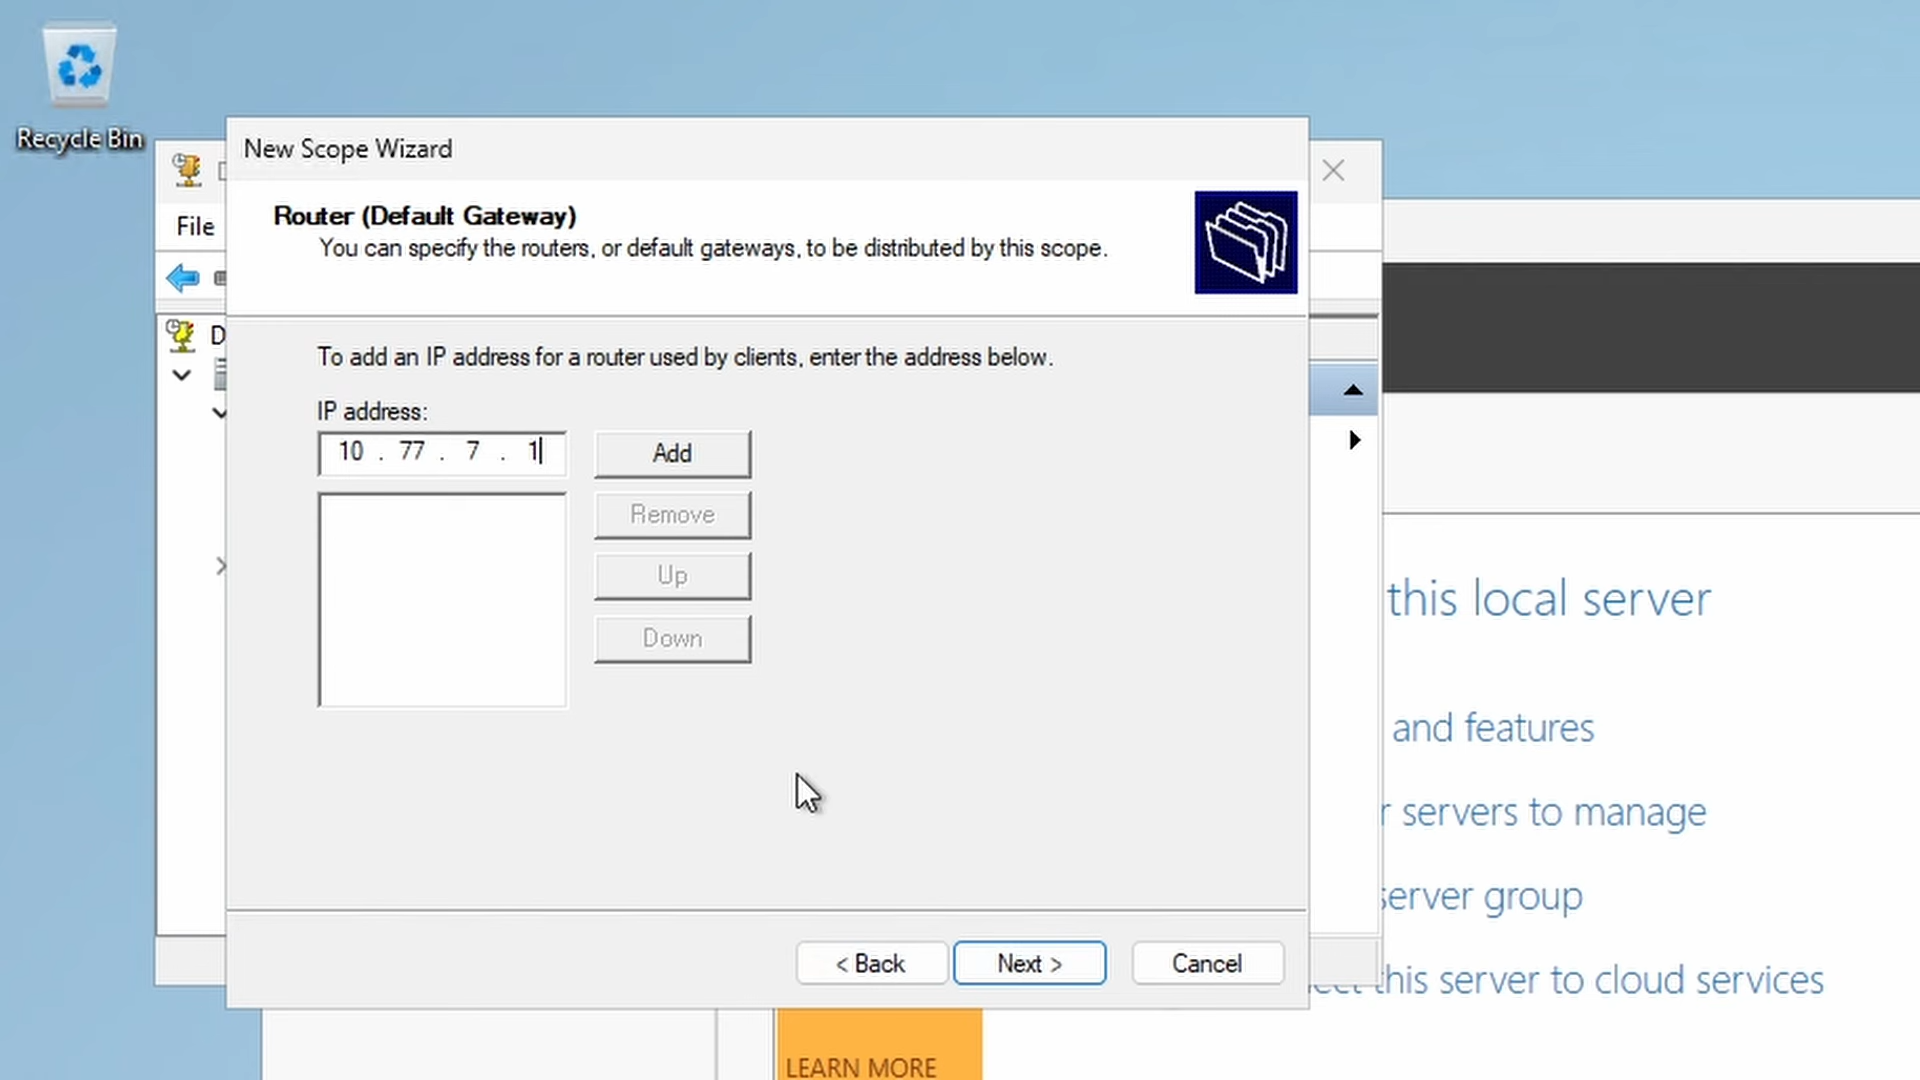 Recycle Bin
New Scope Wizard
File
Router (Default Gateway)
You can specify the routers, or default gateways, to be distributed by this scope.
D
To add an IP address for a router used by clients, enter the address below.
IP address:
10 . 77 . 7 . 1
Add
Remove
Up
Down
< Back
Next >
Cancel
this local server
and features
r servers to manage
server group
this server to cloud services
LEARN MORE